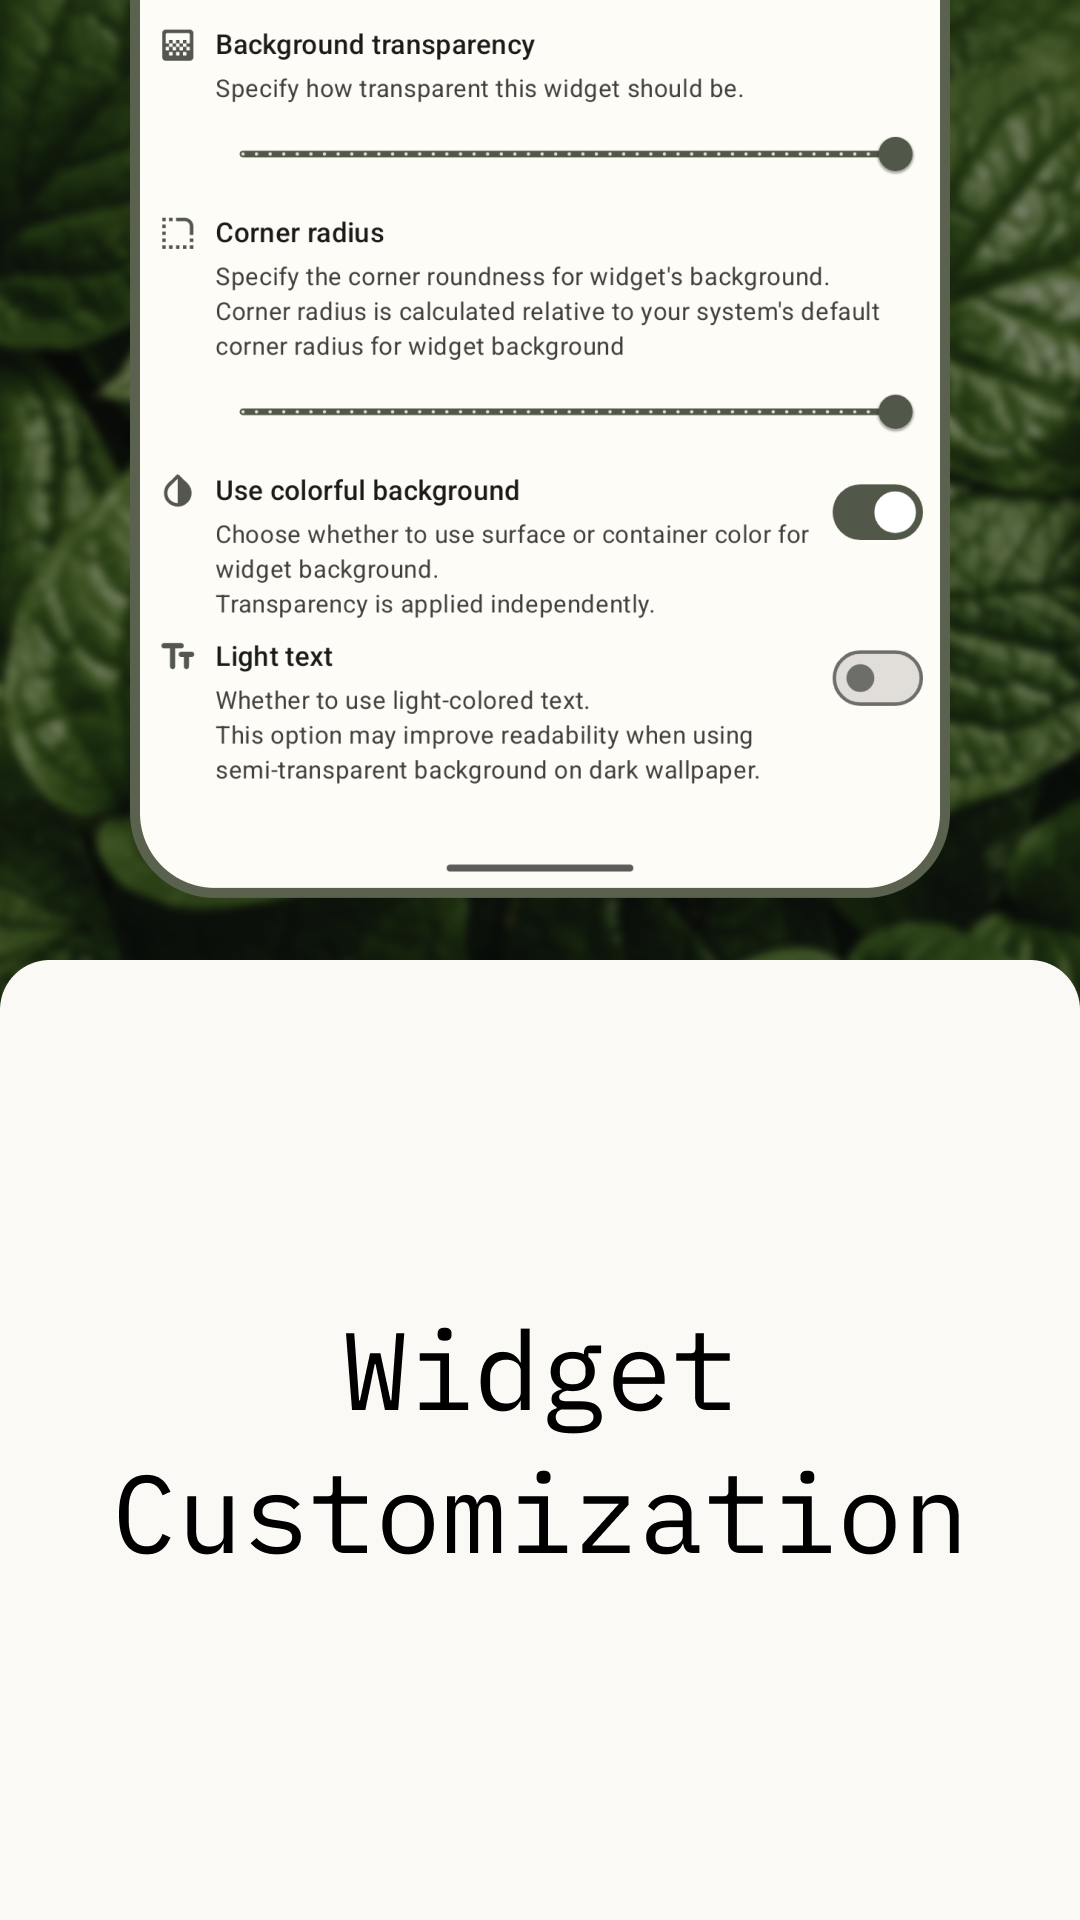 Background transparency
Specify how transparent this widget should be.
Corner radius
Specify the corner roundness for widget's background.
Corner radius is calculated relative to your system's default
corner radius for widget background
Use colorful background
Choose whether to use surface or container color for
widget background.
Transparency is applied independently.
Light text
Whether to use light-colored text.
This option may improve readability when using
semi-transparent background on dark wallpaper.
Widget
Customization